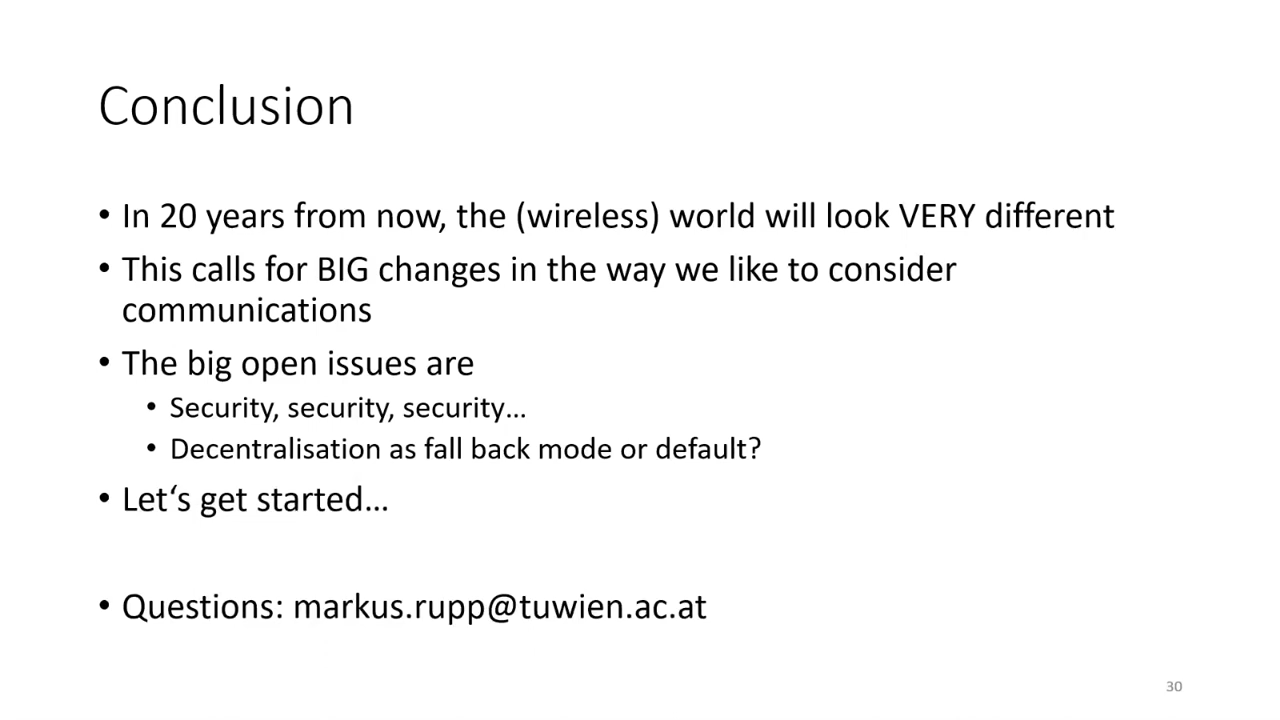 Conclusion
• In 20 years from now, the (wireless) world will look VERY different
• This calls for BIG changes in the way we like to consider
communications
• The big open issues are
• Security, security, security…
• Decentralisation as fall back mode or default?
• Let‘s get started…
• Questions: markus.rupp@tuwien.ac.at
30